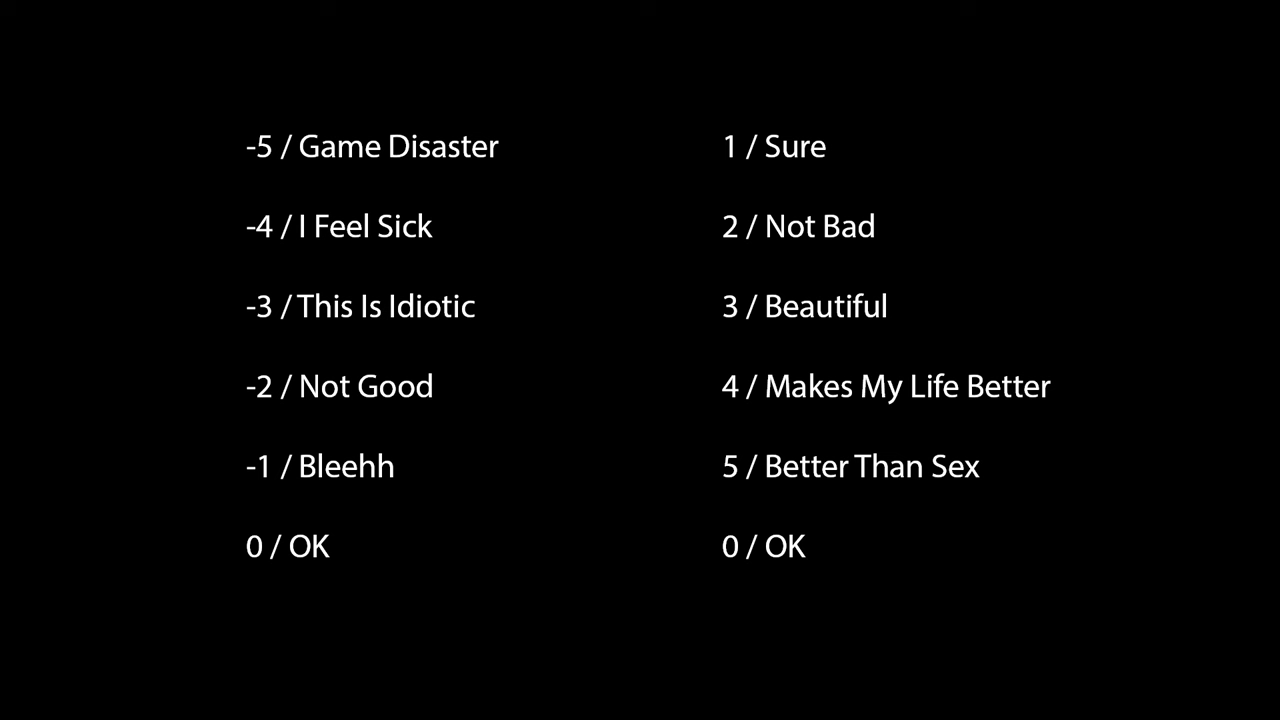 -5 / Game Disaster
-4 / I Feel Sick
-3 / This Is Idiotic
-2 / Not Good
-1 / Bleehh
0 / OK
1 / Sure
2 / Not Bad
3 / Beautiful
4 / Makes My Life Better
5 / Better Than Sex
0 / OK